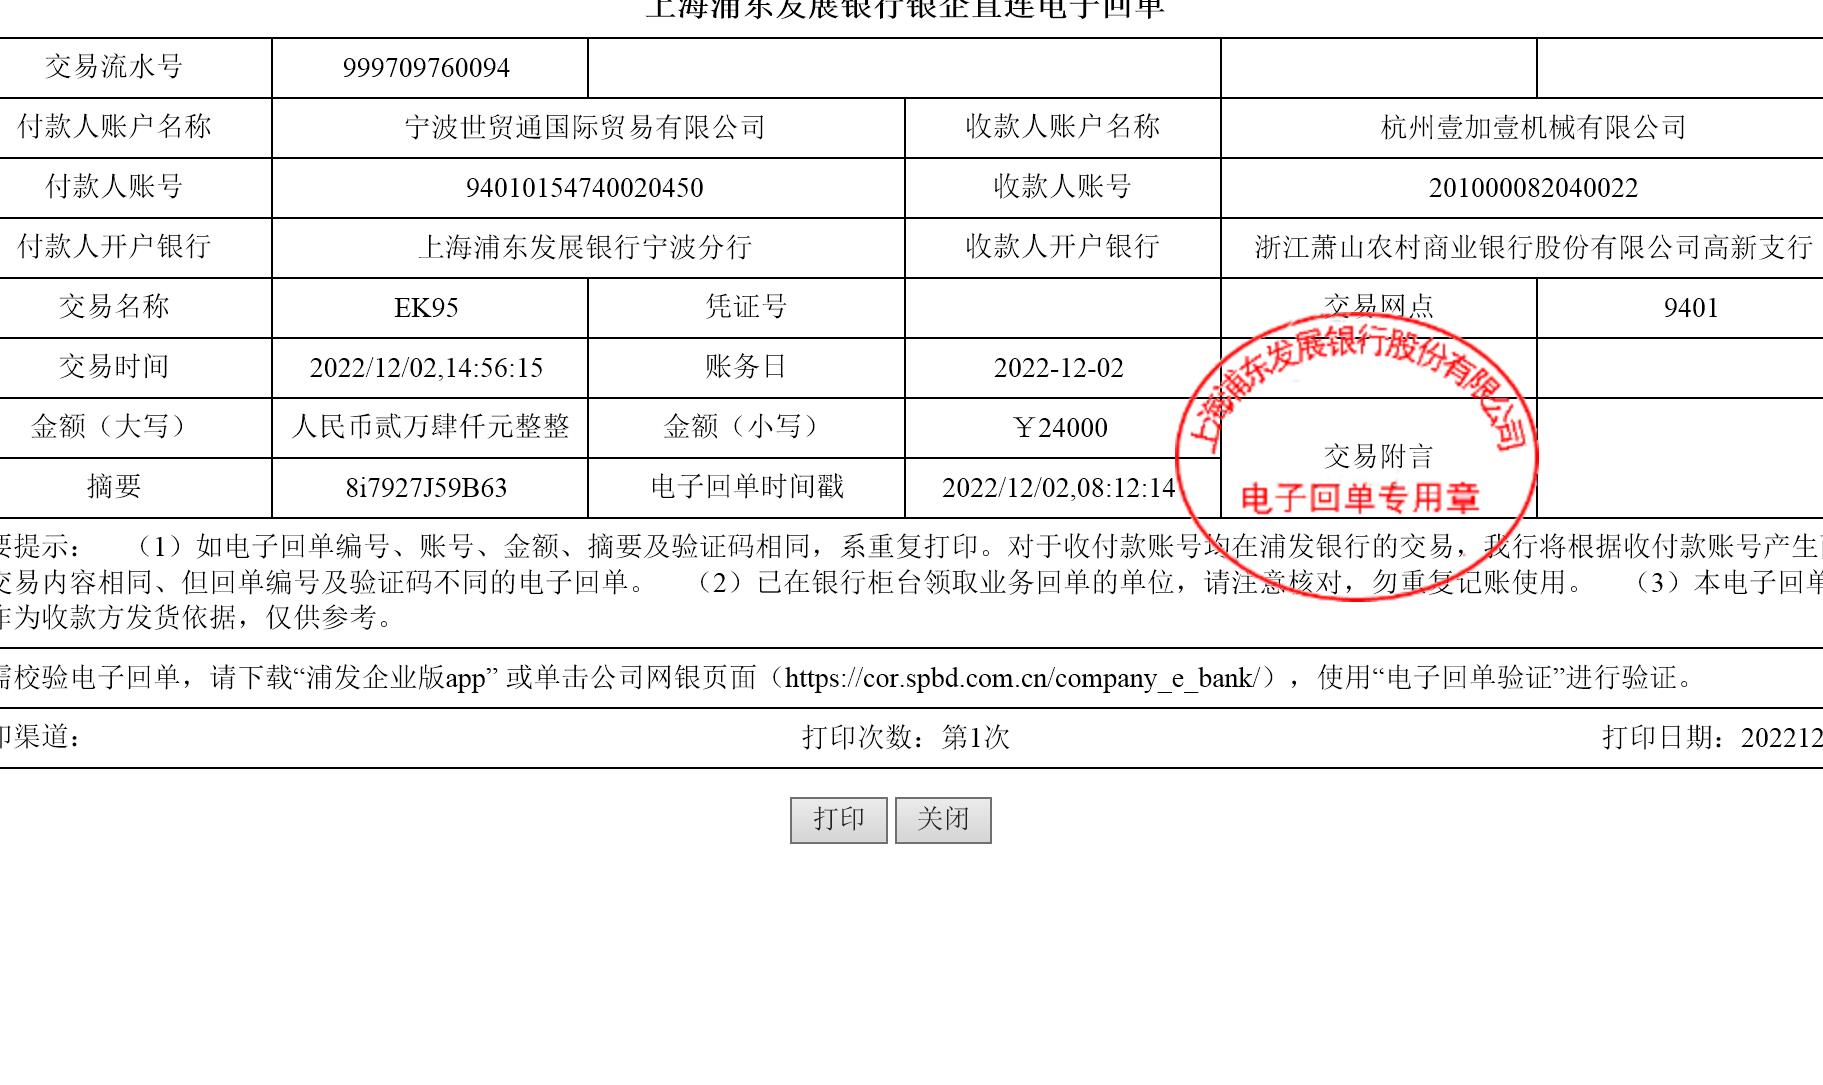 上海浦东发展银行银企直连电子回单
交易流水号 999709760094
付款人账户名称 宁波世贸通国际贸易有限公司 收款人账户名称 杭州壹加壹机械有限公司
付款人账号 94010154740020450 收款人账号 201000082040022
付款人开户银行 上海浦东发展银行宁波分行 收款人开户银行 浙江萧山农村商业银行股份有限公司高新支行
交易名称 EK95 凭证号 交易网点 9401
交易时间 2022/12/02,14:56:15 账务日 2022-12-02
金额（大写） 人民币贰万肆仟元整整 金额（小写） ￥24000
交易附言
摘要 8i7927J59B63 电子回单时间戳 2022/12/02,08:12:14
上海浦东发展银行股份有限公司
电子回单专用章
要提示： （1）如电子回单编号、账号、金额、摘要及验证码相同，系重复打印。对于收付款账号均在浦发银行的交易，我行将根据收付款账号产生
交易内容相同、但回单编号及验证码不同的电子回单。 （2）已在银行柜台领取业务回单的单位，请注意核对，勿重复记账使用。 （3）本电子回单
作为收款方发货依据，仅供参考。
需校验电子回单，请下载“浦发企业版app” 或单击公司网银页面（https://cor.spbd.com.cn/company_e_bank/），使用“电子回单验证”进行验证。
印渠道： 打印次数：第1次 打印日期：202212
打印 关闭